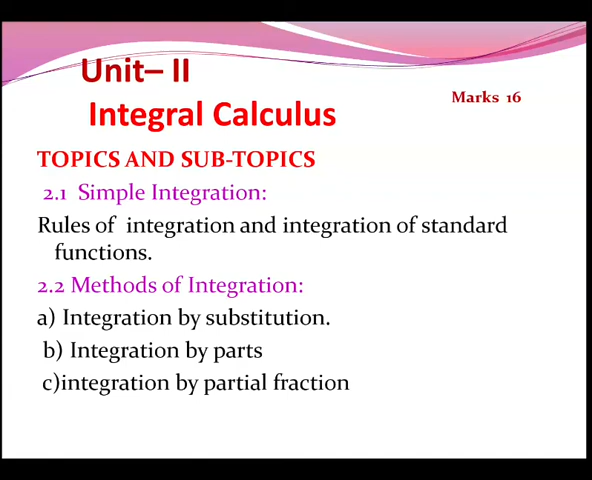 Unit– II
Integral Calculus
Marks 16
TOPICS AND SUB-TOPICS
2.1 Simple Integration:
Rules of integration and integration of standard
functions.
2.2 Methods of Integration:
a) Integration by substitution.
b) Integration by parts
c)integration by partial fraction